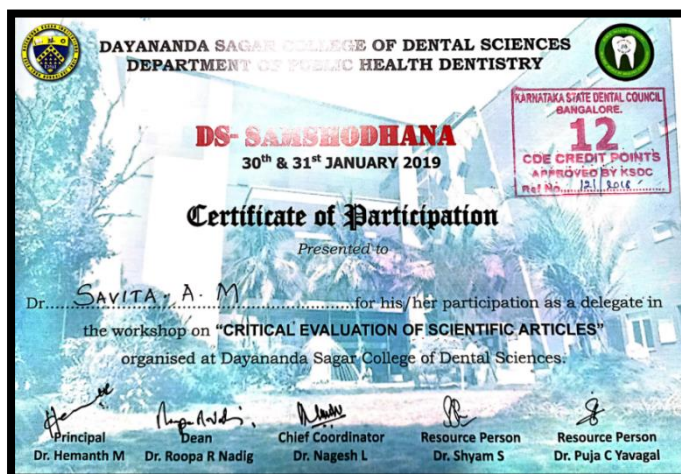 DAYANANDA SAGAR COLLEGE OF DENTAL SCIENCES
DEPARTMENT OF PUBLIC HEALTH DENTISTRY
KARNATAKA STATE DENTAL COUNCIL
BANGALORE.
12
CDE CREDIT POINTS
APPROVED BY KSDC
Ref No. 12/2018
DS- SAMSHODHANA
30th & 31st JANUARY 2019
Certificate of Participation
Presented to
Dr. SAVITA. A. M for his/her participation as a delegate in
the workshop on "CRITICAL EVALUATION OF SCIENTIFIC ARTICLES"
organised at Dayananda Sagar College of Dental Sciences.
Principal Dean Chief Coordinator Resource Person Resource Person
Dr. Hemanth M Dr. Roopa R Nadig Dr. Nagesh L Dr. Shyam S Dr. Puja C Yavagal